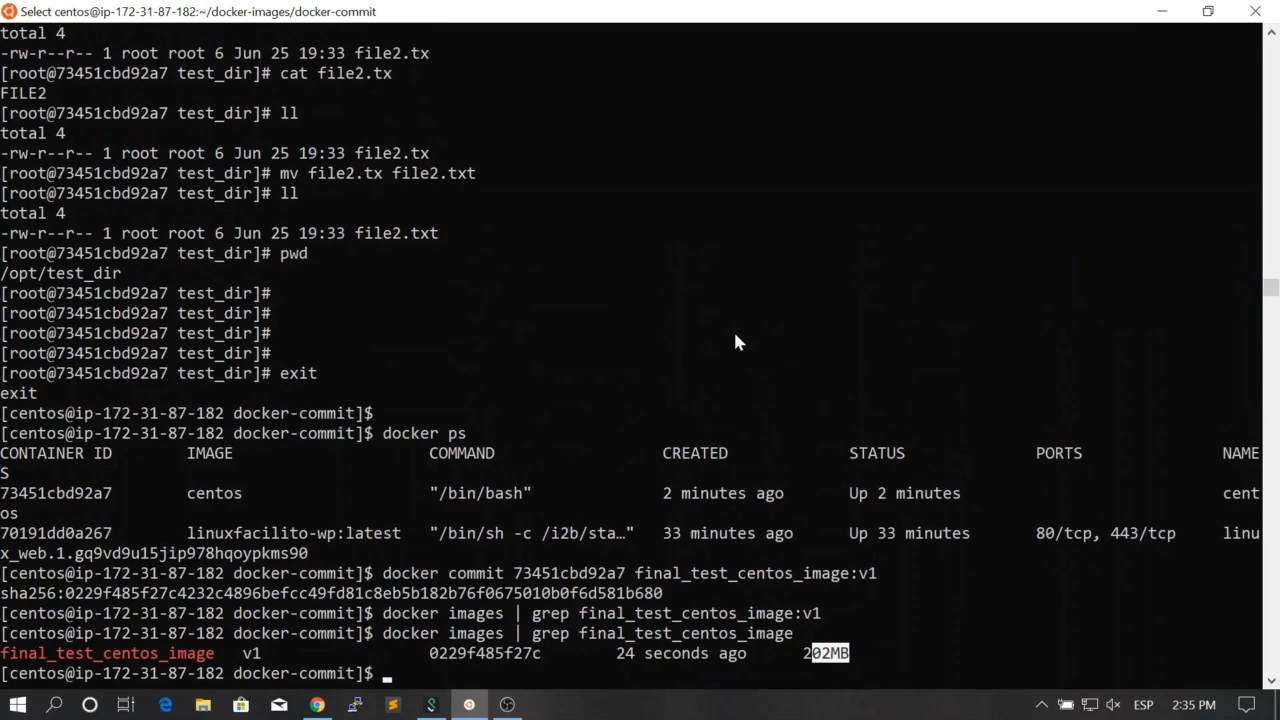 Select centos@ip-172-31-87-182:~/docker-images/docker-commit
total 4
-rw-r--r-- 1 root root 6 Jun 25 19:33 file2.tx
[root@73451cbd92a7 test_dir]# cat file2.tx
FILE2
[root@73451cbd92a7 test_dir]# ll
total 4
-rw-r--r-- 1 root root 6 Jun 25 19:33 file2.tx
[root@73451cbd92a7 test_dir]# mv file2.tx file2.txt
[root@73451cbd92a7 test_dir]# ll
total 4
-rw-r--r-- 1 root root 6 Jun 25 19:33 file2.txt
[root@73451cbd92a7 test_dir]# pwd
/opt/test_dir
[root@73451cbd92a7 test_dir]#
[root@73451cbd92a7 test_dir]#
[root@73451cbd92a7 test_dir]#
[root@73451cbd92a7 test_dir]#
[root@73451cbd92a7 test_dir]# exit
exit
[centos@ip-172-31-87-182 docker-commit]$
[centos@ip-172-31-87-182 docker-commit]$ docker ps
CONTAINER ID IMAGE COMMAND CREATED STATUS PORTS NAME
S
73451cbd92a7 centos "/bin/bash" 2 minutes ago Up 2 minutes cent
os
70191dd0a267 linuxfacilito-wp:latest "/bin/sh -c /i2b/sta…" 33 minutes ago Up 33 minutes 80/tcp, 443/tcp linu
x_web.1.gq9vd9u15jip978hqoypkms90
[centos@ip-172-31-87-182 docker-commit]$ docker commit 73451cbd92a7 final_test_centos_image:v1
sha256:0229f485f27c4232c4896befcc49fd81c8eb5b182b76f0675010b0f6d581b680
[centos@ip-172-31-87-182 docker-commit]$ docker images | grep final_test_centos_image:v1
[centos@ip-172-31-87-182 docker-commit]$ docker images | grep final_test_centos_image
final_test_centos_image v1 0229f485f27c 24 seconds ago 202MB
[centos@ip-172-31-87-182 docker-commit]$
ESP 2:35 PM